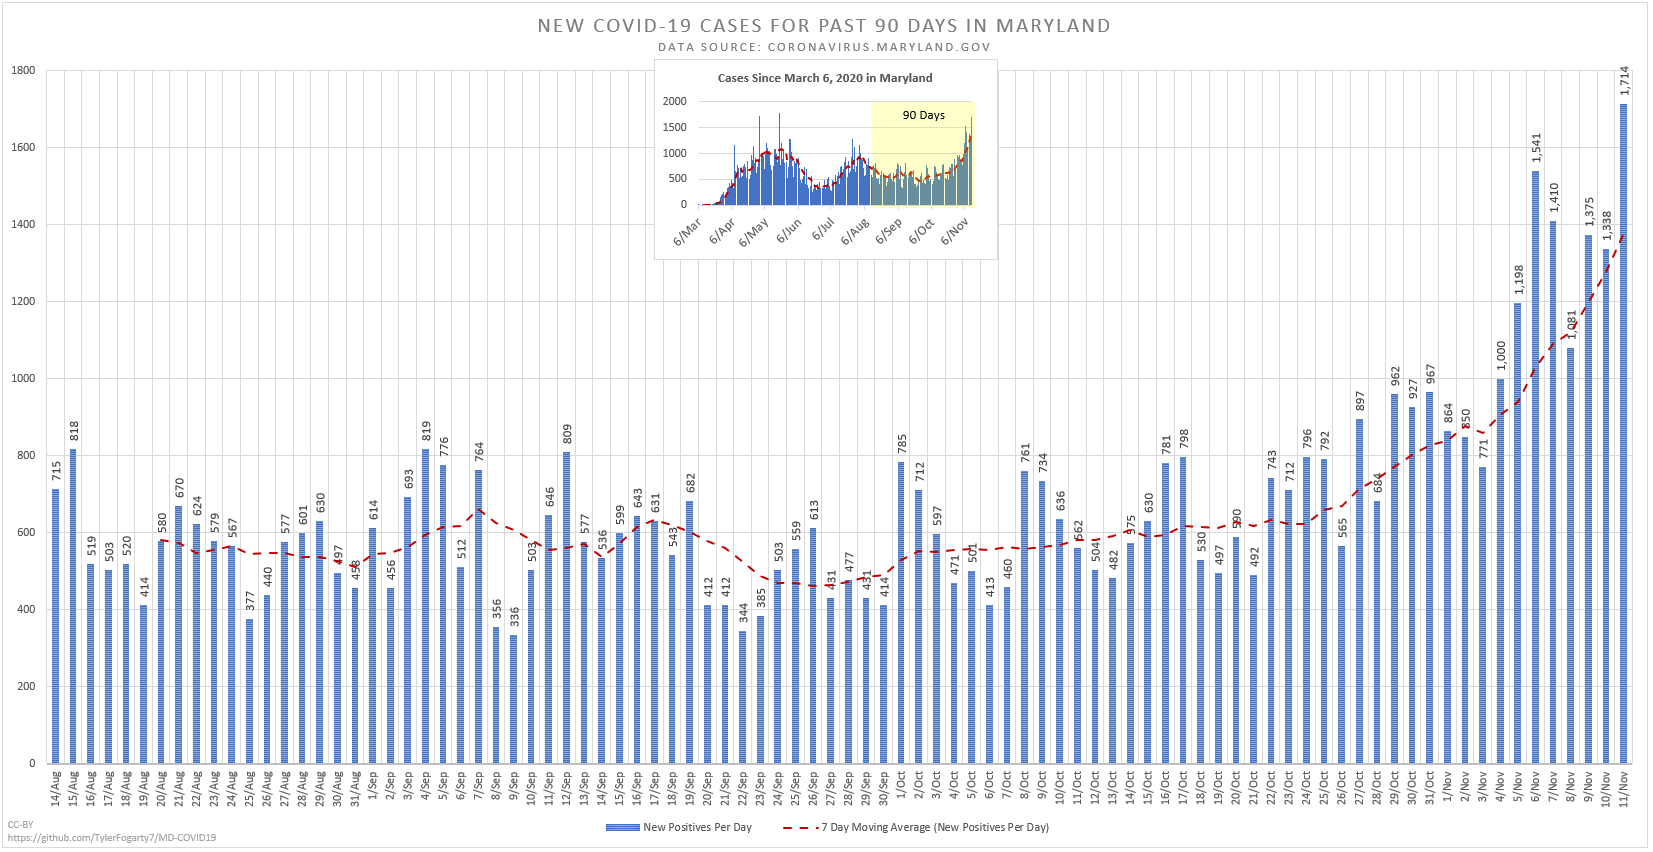 NEW COVID-19 CASES FOR PAST 90 DAYS IN MARYLAND
DATA SOURCE: CORONAVIRUS.MARYLAND.GOV
Cases Since March 6, 2020 in Maryland
90 Days
2000
1500
1000
500
0
6/Mar
6/Apr
6/May
6/Jun
6/Jul
6/Aug
6/Sep
6/Oct
6/Nov
1800
1600
1400
1200
1000
800
600
400
200
0
715
818
519
503
520
414
580
670
624
579
567
377
440
577
601
630
497
458
614
456
693
819
776
512
764
356
336
503
646
809
577
536
599
643
631
543
682
412
412
344
385
503
559
613
431
477
431
414
785
712
597
471
501
413
460
761
734
636
562
504
482
575
630
781
798
530
497
590
492
743
712
796
792
565
897
684
962
927
967
864
850
771
1,000
1,198
1,541
1,410
1,081
1,375
1,338
1,714
14/Aug
15/Aug
16/Aug
17/Aug
18/Aug
19/Aug
20/Aug
21/Aug
22/Aug
23/Aug
24/Aug
25/Aug
26/Aug
27/Aug
28/Aug
29/Aug
30/Aug
31/Aug
1/Sep
2/Sep
3/Sep
4/Sep
5/Sep
6/Sep
7/Sep
8/Sep
9/Sep
10/Sep
11/Sep
12/Sep
13/Sep
14/Sep
15/Sep
16/Sep
17/Sep
18/Sep
19/Sep
20/Sep
21/Sep
22/Sep
23/Sep
24/Sep
25/Sep
26/Sep
27/Sep
28/Sep
29/Sep
30/Sep
1/Oct
2/Oct
3/Oct
4/Oct
5/Oct
6/Oct
7/Oct
8/Oct
9/Oct
10/Oct
11/Oct
12/Oct
13/Oct
14/Oct
15/Oct
16/Oct
17/Oct
18/Oct
19/Oct
20/Oct
21/Oct
22/Oct
23/Oct
24/Oct
25/Oct
26/Oct
27/Oct
28/Oct
29/Oct
30/Oct
31/Oct
1/Nov
2/Nov
3/Nov
4/Nov
5/Nov
6/Nov
7/Nov
8/Nov
9/Nov
10/Nov
11/Nov
New Positives Per Day
7 Day Moving Average (New Positives Per Day)
CC-BY
https://github.com/TylerFogarty7/MD-COVID19